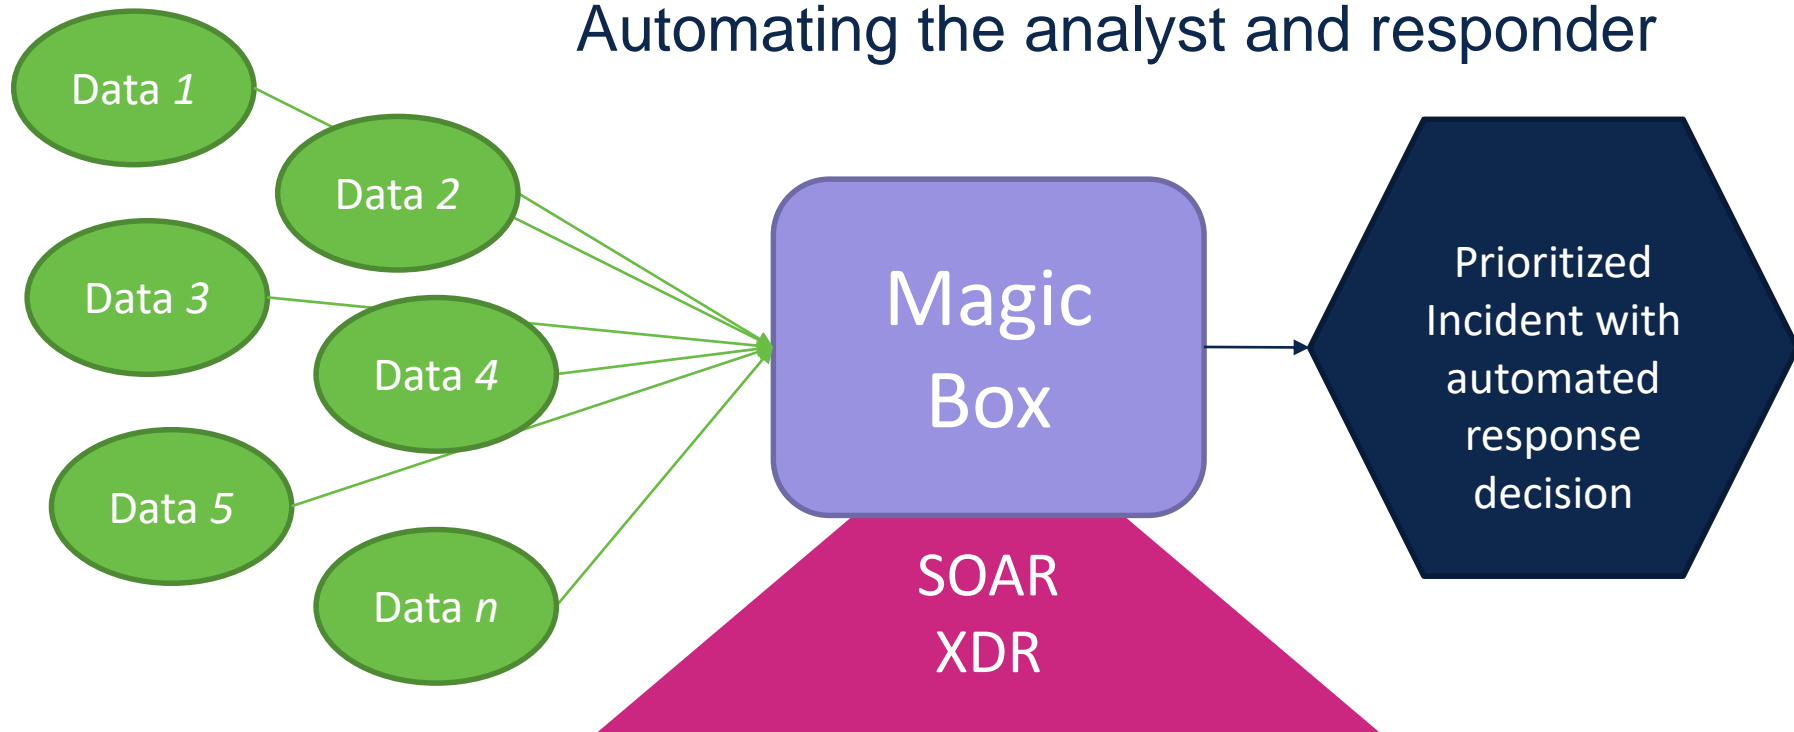 Automating the analyst and responder
Data 1
Data 2
Data 3
Data 4
Data 5
Data n
Magic
Box
SOAR
XDR
Prioritized
Incident with
automated
response
decision